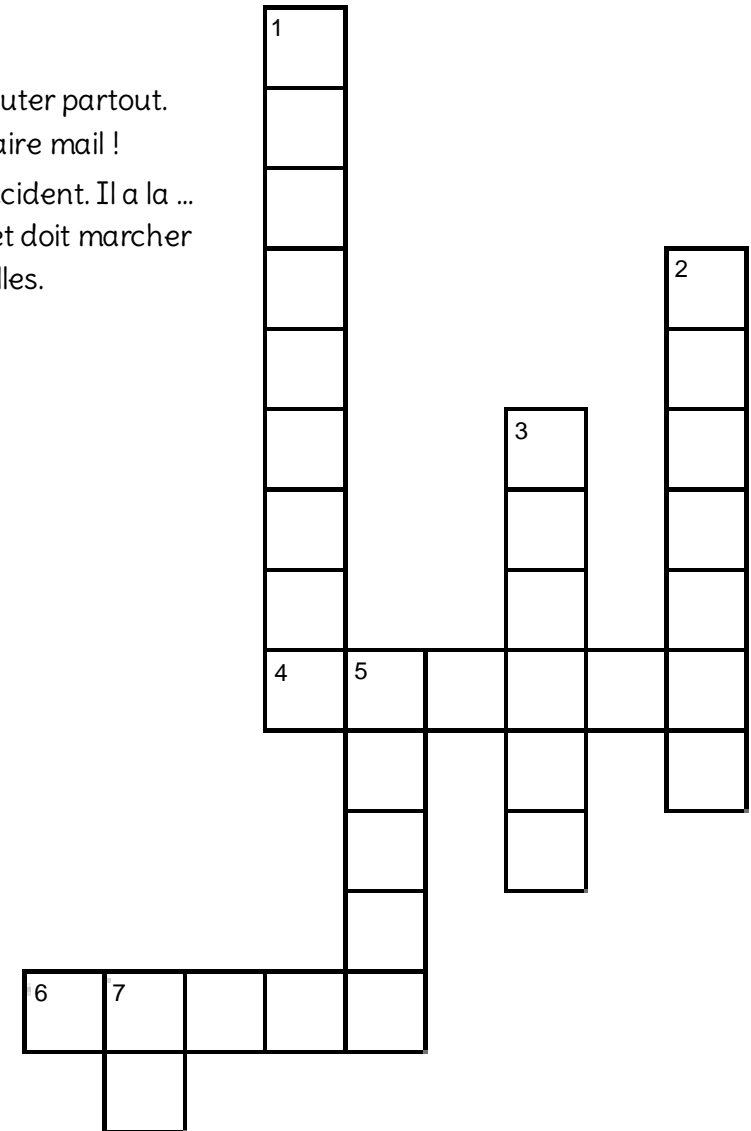 1
uter partout.
aire mail !
cident. Il a la ...
et doit marcher
lles.
2
3
4 5
6 7